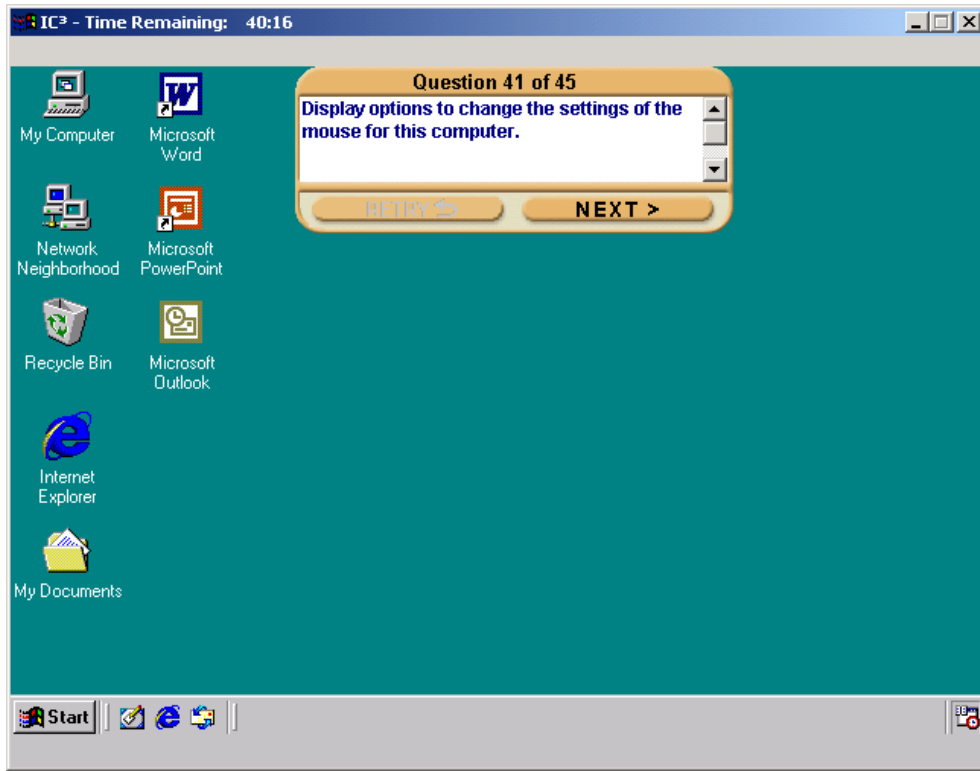 IC³ - Time Remaining: 40:16
Question 41 of 45
Display options to change the settings of the
mouse for this computer.
RETRY
NEXT >
My Computer
Microsoft
Word
Network
Neighborhood
Microsoft
PowerPoint
Recycle Bin
Microsoft
Outlook
Internet
Explorer
My Documents
Start